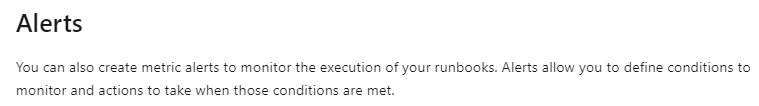 Alerts
You can also create metric alerts to monitor the execution of your runbooks. Alerts allow you to define conditions to
monitor and actions to take when those conditions are met.